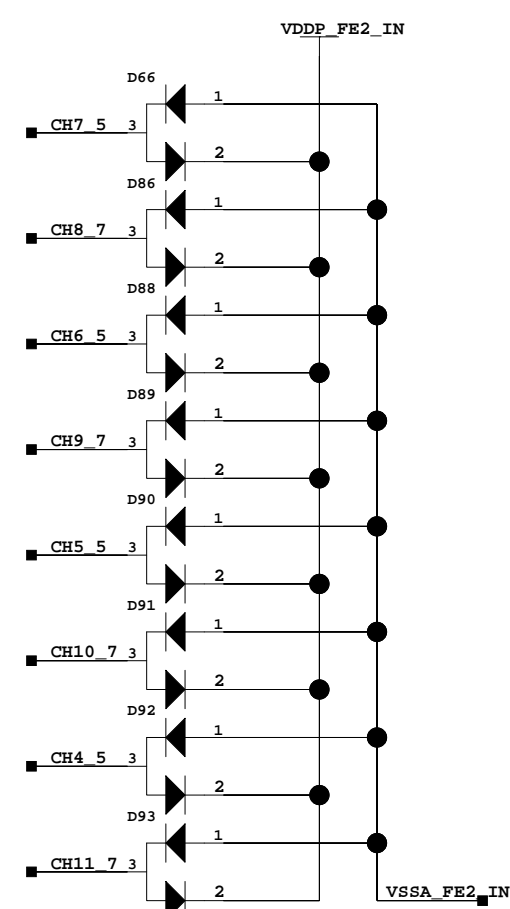 VDDP_FE2_IN
D66
1
CH7_5 3
2
D86
1
CH8_7 3
2
D88
1
CH6_5 3
2
D89
1
CH9_7 3
2
D90
1
CH5_5 3
2
D91
1
CH10_7 3
2
D92
1
CH4_5 3
2
D93
1
CH11_7 3
2
VSSA_FE2_IN